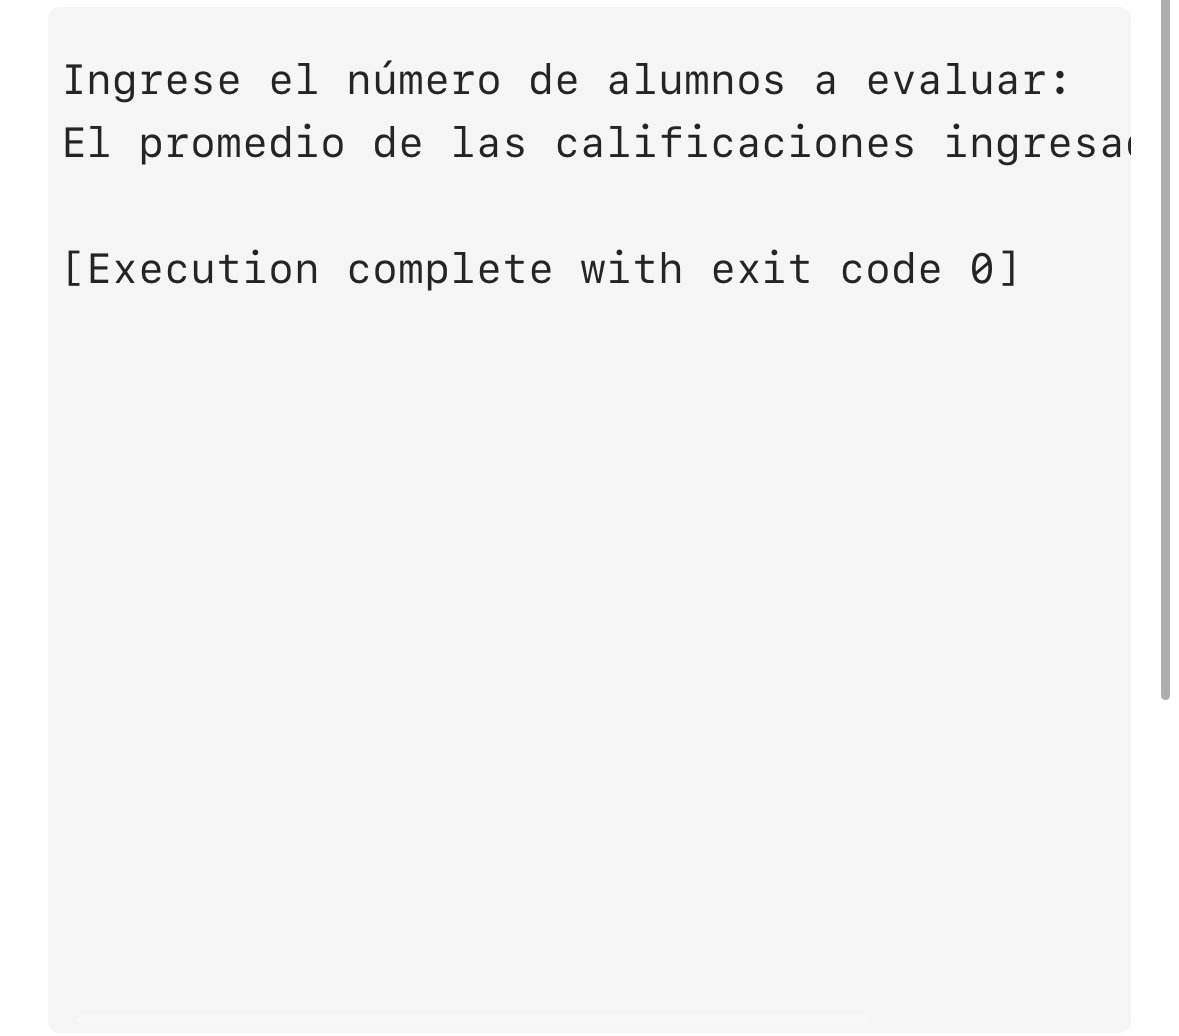 Ingrese el número de alumnos a evaluar:
El promedio de las calificaciones
[Execution complete with exit code 0]